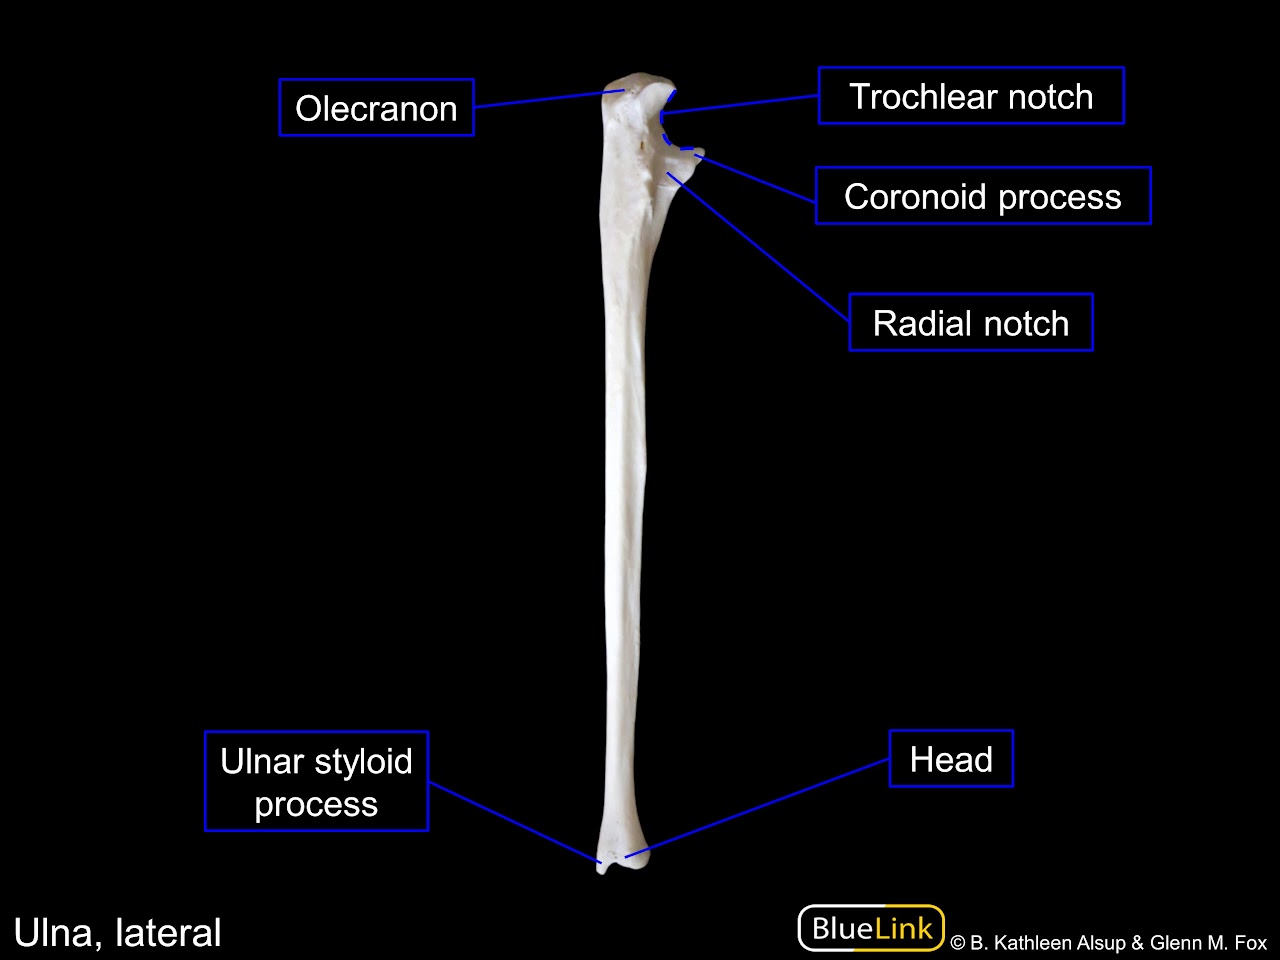 Olecranon
Trochlear notch
Coronoid process
Radial notch
Ulnar styloid
process
Head
Ulna, lateral
BlueLink
© B. Kathleen Alsup & Glenn M. Fox